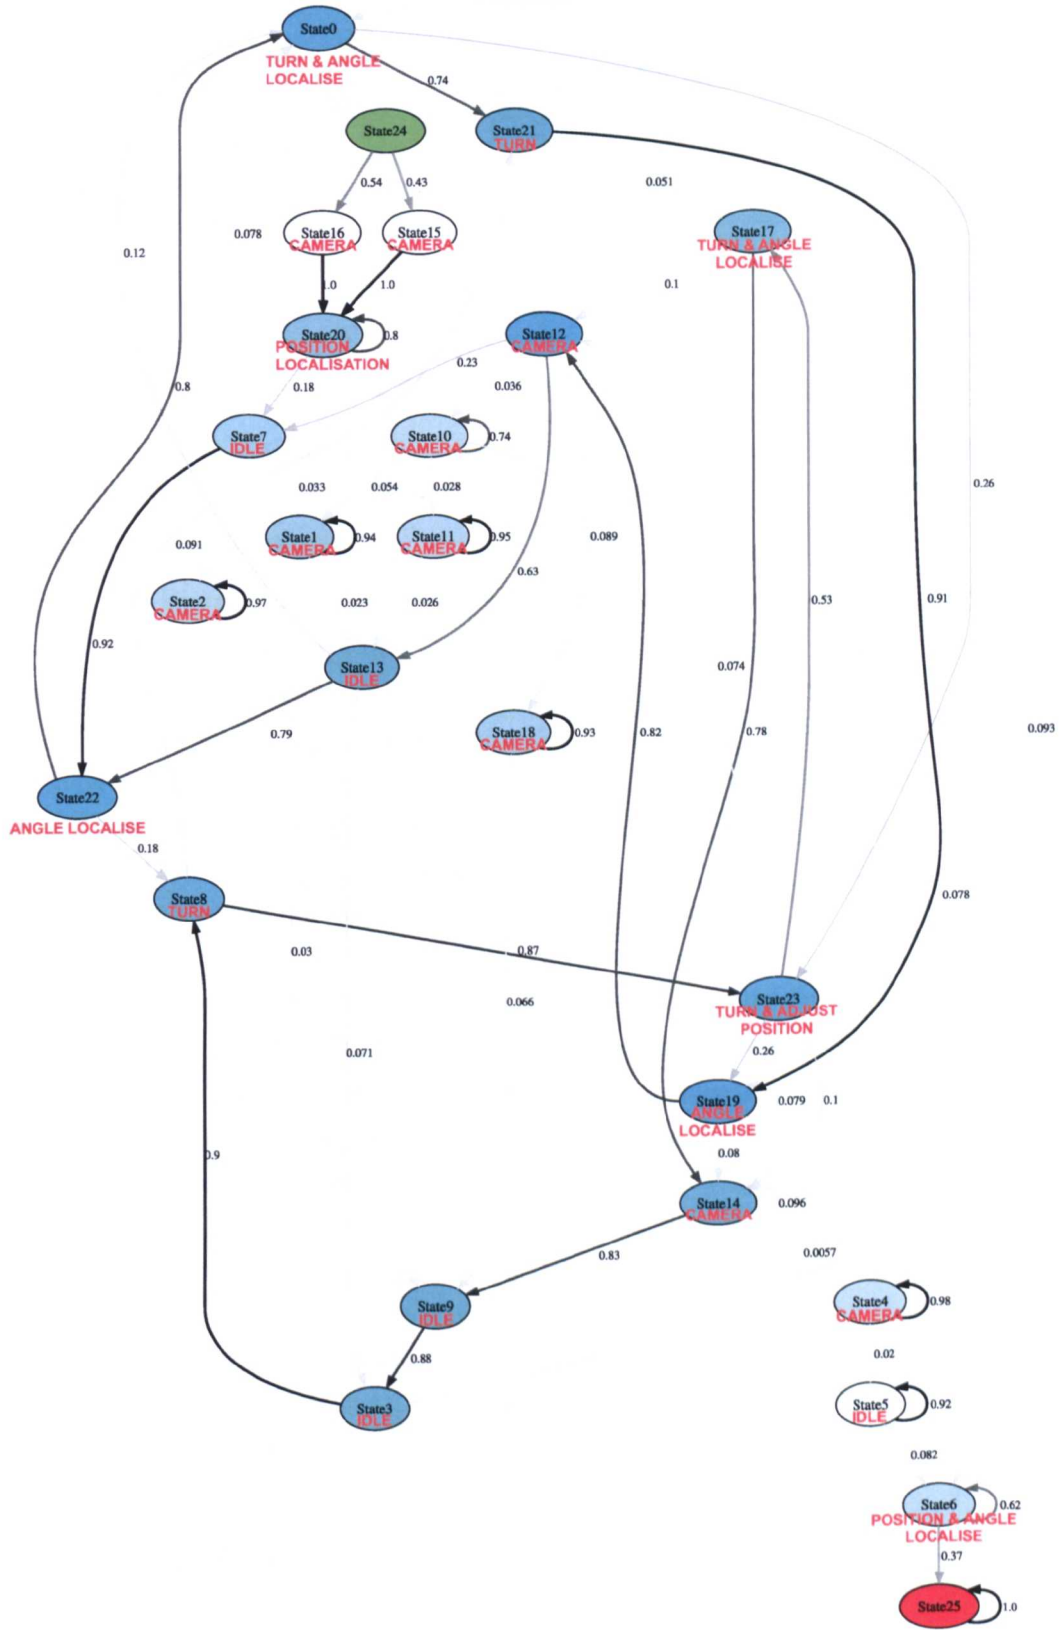 State0
TURN & ANGLE
LOCALISE
0.74
State24
State21
TURN
0.54
0.43
0.051
State16
CAMERA
State15
CAMERA
State17
TURN & ANGLE
LOCALISE
0.078
0.12
1.0
1.0
0.1
State20
POSITION
LOCALISATION
0.8
State12
CAMERA
0.23
0.8
0.18
0.036
State7
IDLE
State10
CAMERA
0.74
0.033
0.054
0.028
0.26
State1
CAMERA
0.94
State11
CAMERA
0.95
0.089
0.091
0.63
State2
CAMERA
0.97
0.023
0.026
0.53
0.91
0.92
State13
IDLE
0.074
0.79
State18
CAMERA
0.93
0.82
0.78
0.093
State22
ANGLE LOCALISE
0.18
State8
TURN
0.078
0.03
0.87
State23
TURN & ADJUST
POSITION
0.066
0.071
0.26
State19
ANGLE
LOCALISE
0.079
0.1
0.9
0.08
State14
CAMERA
0.096
0.83
0.0057
State9
IDLE
State4
CAMERA
0.98
0.88
0.02
State3
IDLE
State5
IDLE
0.92
0.082
State6
POSITION & ANGLE
LOCALISE
0.62
0.37
State25
1.0